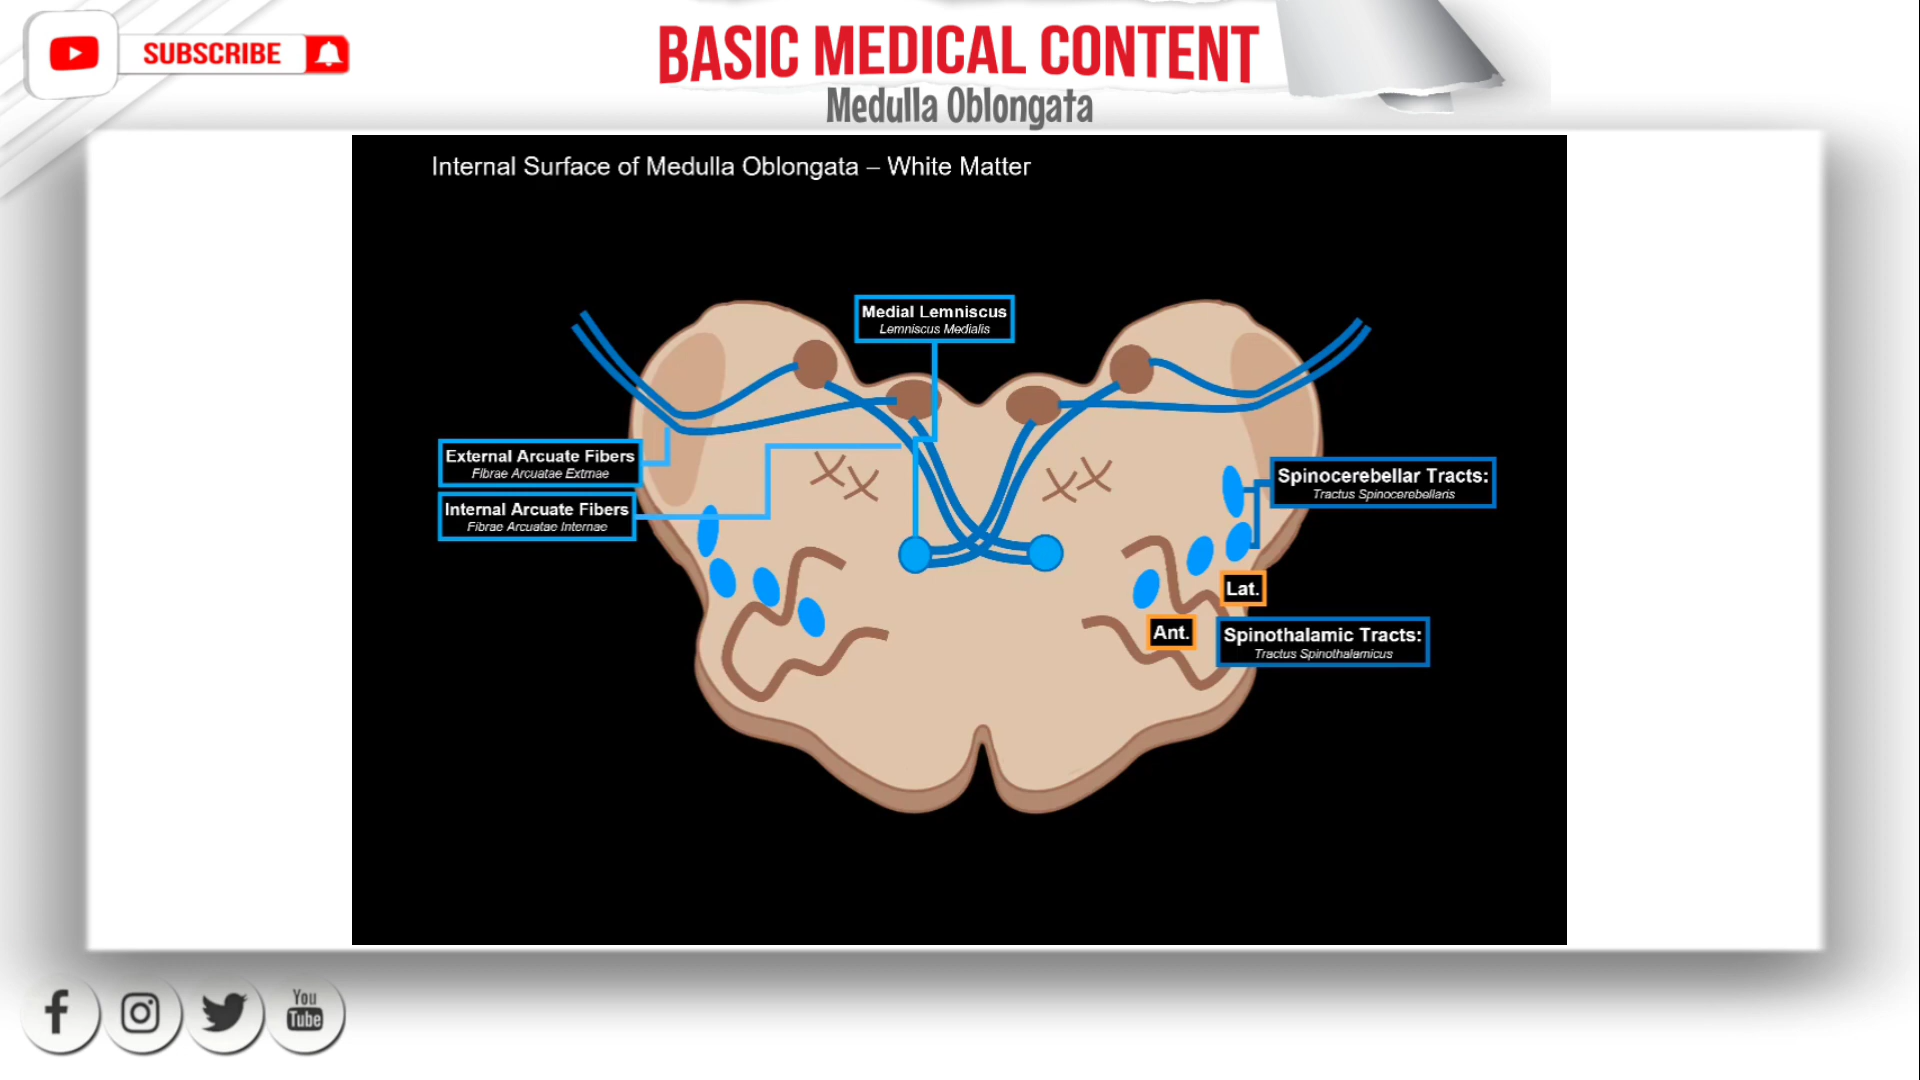 SUBSCRIBE
BASIC MEDICAL CONTENT
Medulla Oblongata
Internal Surface of Medulla Oblongata – White Matter
Medial Lemniscus
Lemniscus Medialis
External Arcuate Fibers
Fibrae Arcuatae Extrnae
Internal Arcuate Fibers
Fibrae Arcuatae Internae
Spinocerebellar Tracts:
Tractus Spinocerebellaris
Lat.
Ant.
Spinothalamic Tracts:
Tractus Spinothalamicus
You
Tube